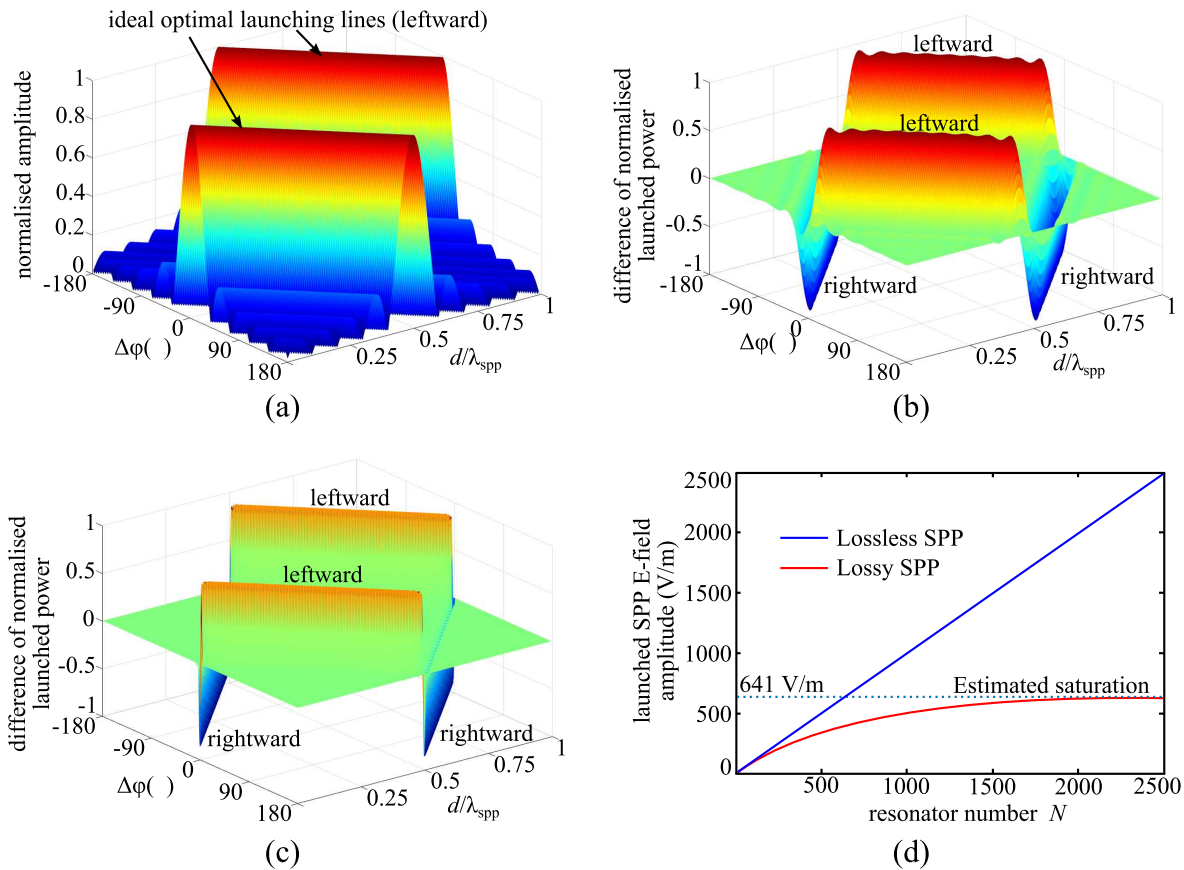 ideal optimal launching lines (leftward)
normalised amplitude
1
0.8
0.6
0.4
0.2
0
-180
-90
0
90
180
Δφ( )
0.25
0.5
0.75
1
d/λspp
(a)
leftward
leftward
rightward
rightward
difference of normalised
launched power
1
0.5
0
-0.5
-1
-180
-90
0
90
180
Δφ( )
0.25
0.5
0.75
1
d/λspp
(b)
leftward
leftward
rightward
rightward
difference of normalised
launched power
1
0.5
0
-0.5
-1
-180
-90
0
90
180
Δφ( )
0.25
0.5
0.75
1
d/λspp
(c)
launched SPP E-field
amplitude (V/m)
2500
2000
1500
1000
500
0
Lossless SPP
Lossy SPP
641 V/m
Estimated saturation
500
1000
1500
2000
2500
resonator number N
(d)